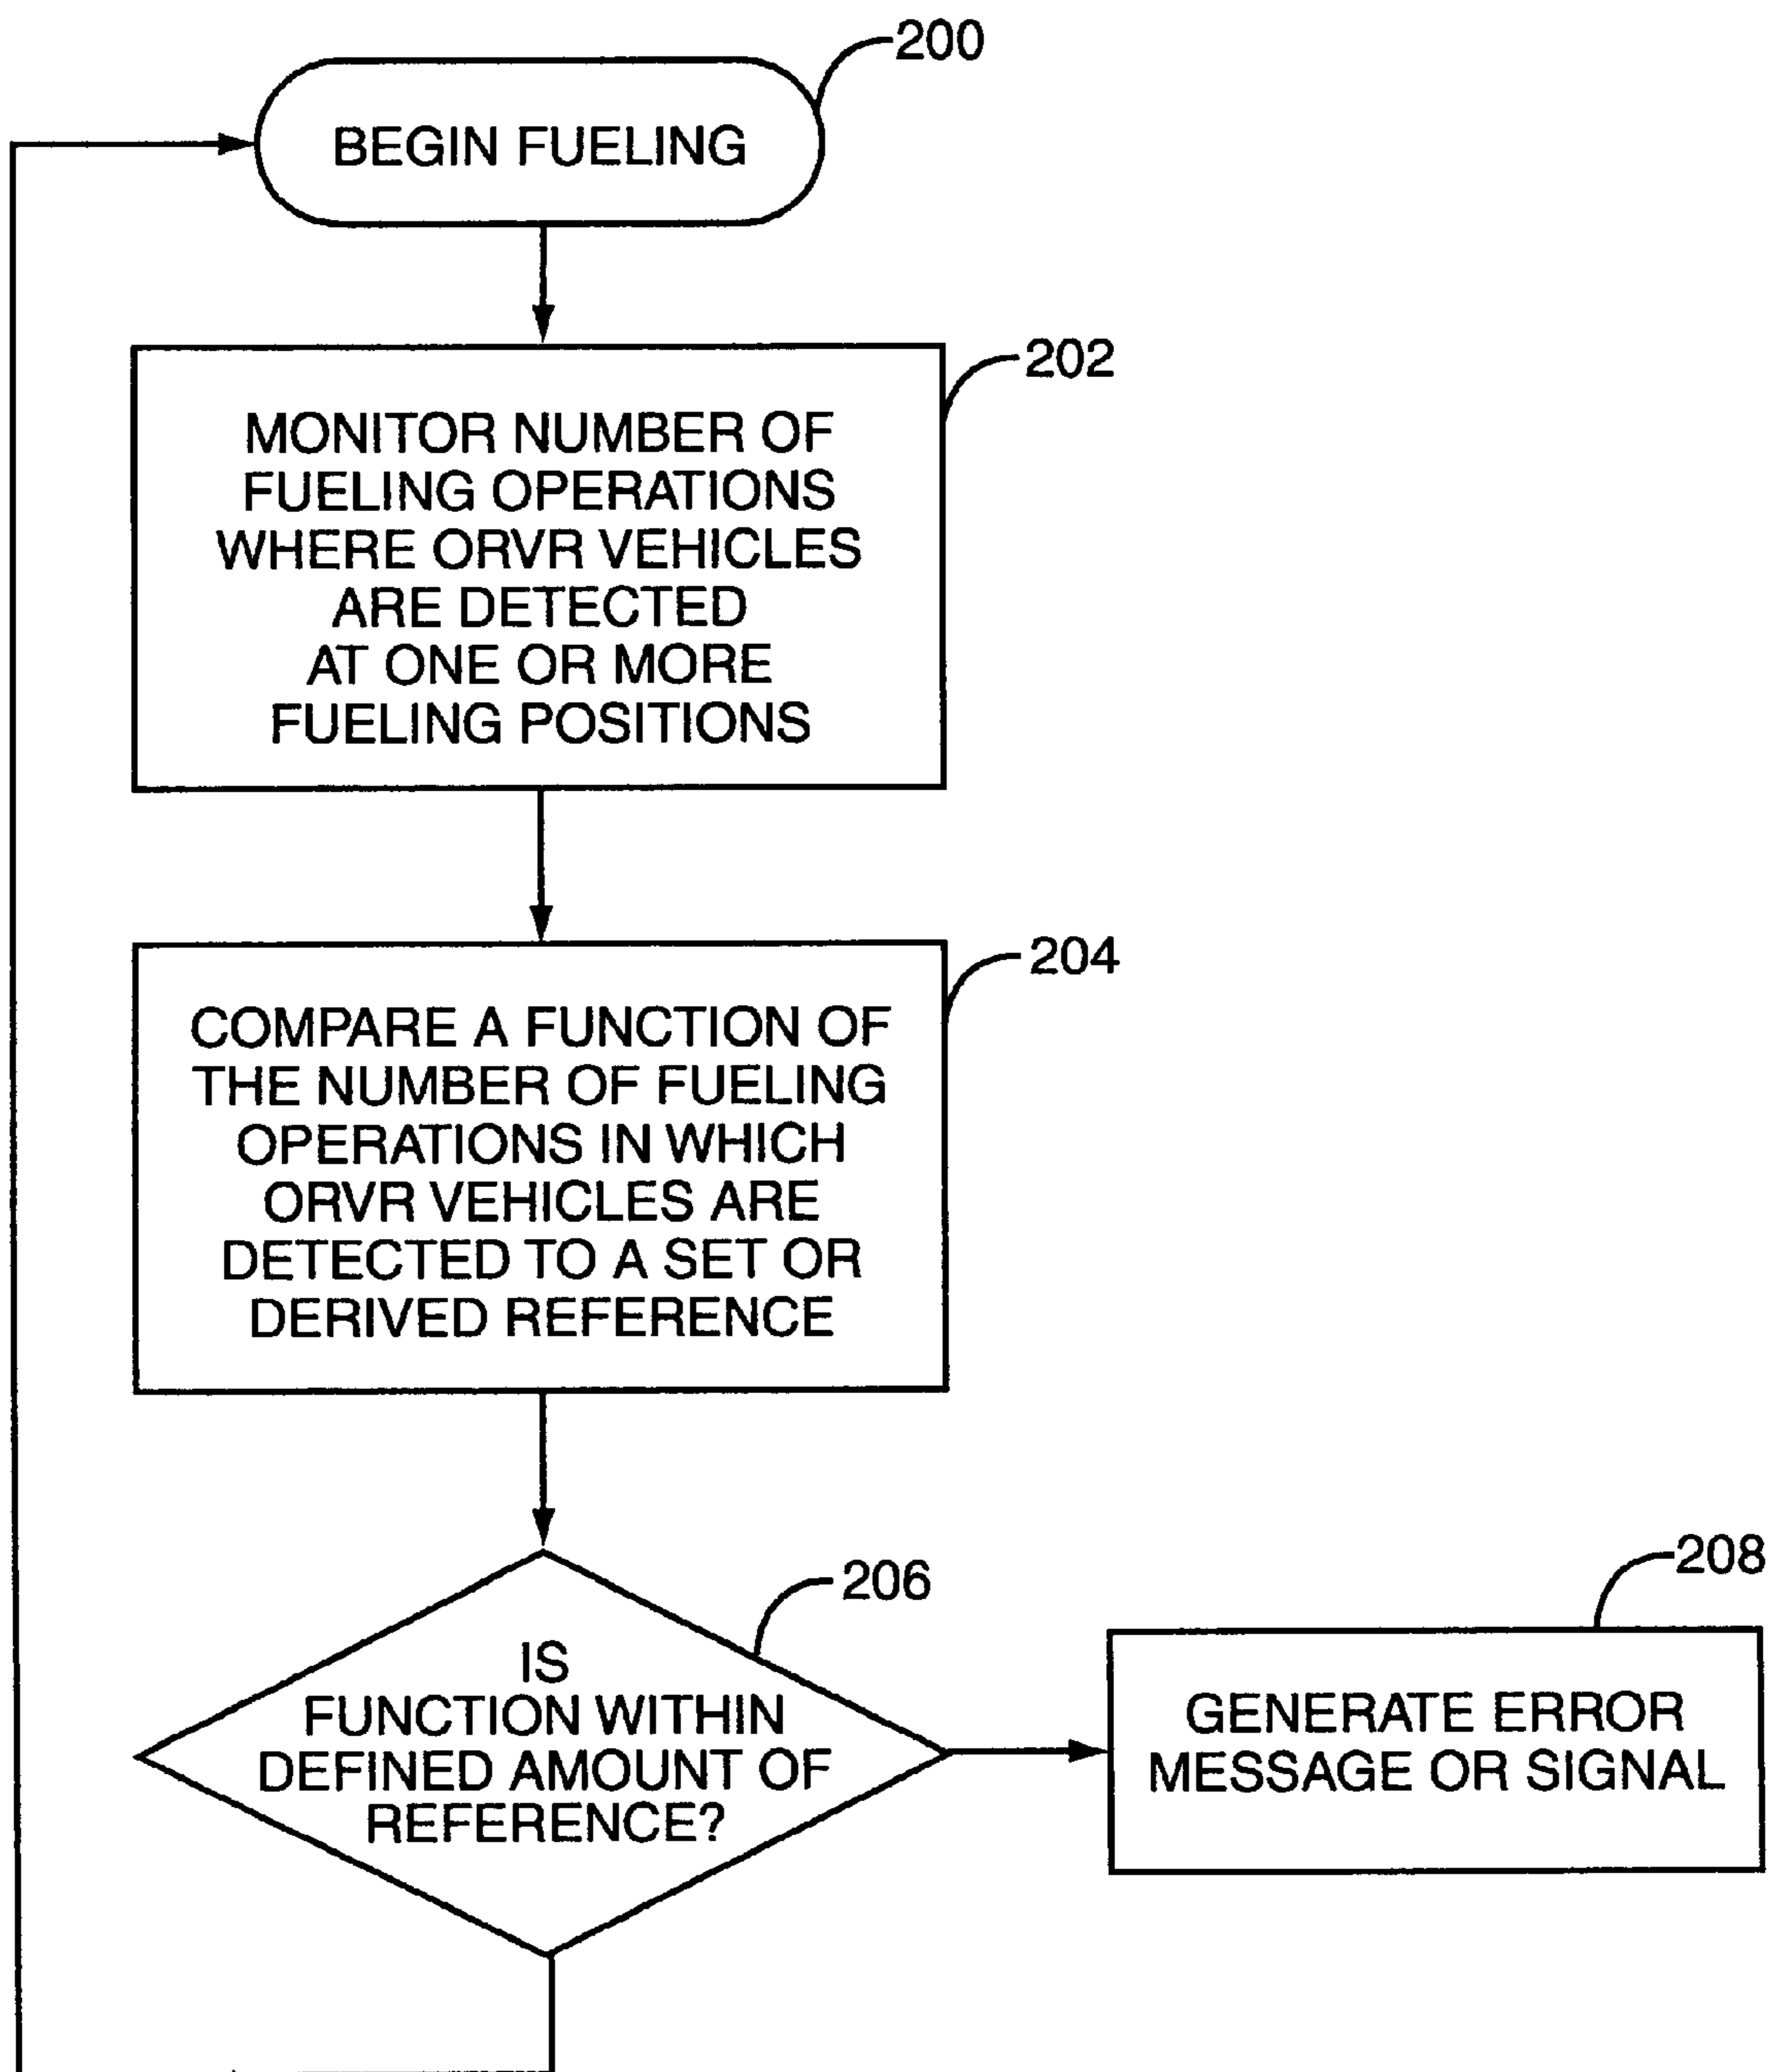 200
BEGIN FUELING
202
MONITOR NUMBER OF
FUELING OPERATIONS
WHERE ORVR VEHICLES
ARE DETECTED
AT ONE OR MORE
FUELING POSITIONS
204
COMPARE A FUNCTION OF
THE NUMBER OF FUELING
OPERATIONS IN WHICH
ORVR VEHICLES ARE
DETECTED TO A SET OR
DERIVED REFERENCE
206
IS
FUNCTION WITHIN
DEFINED AMOUNT OF
REFERENCE?
208
GENERATE ERROR
MESSAGE OR SIGNAL